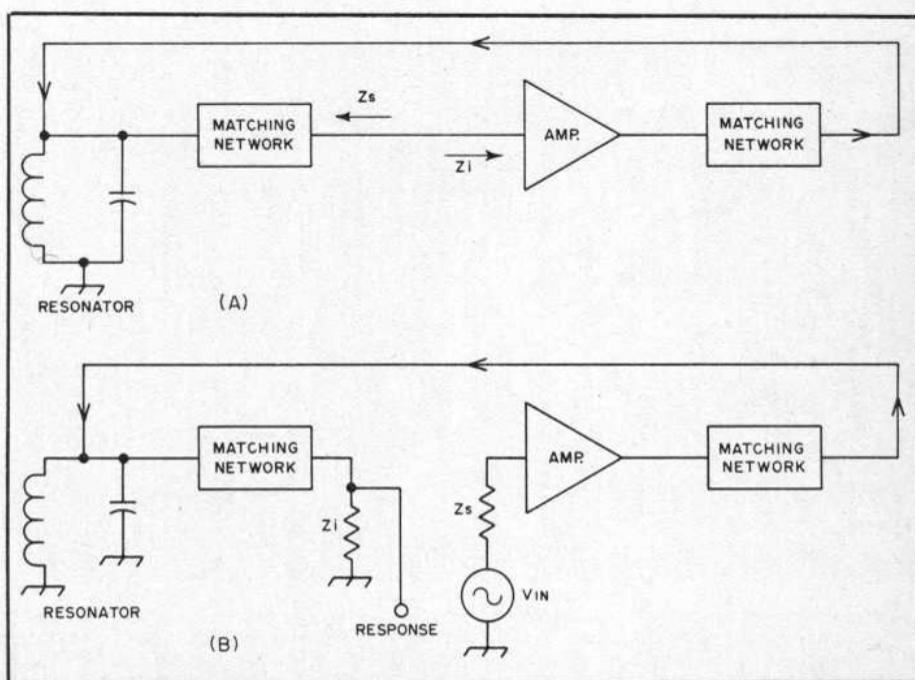 MATCHING
NETWORK
Zs
Zi
AMP.
MATCHING
NETWORK
RESONATOR
(A)
MATCHING
NETWORK
Zi
RESPONSE
Zs
VIN
AMP.
MATCHING
NETWORK
RESONATOR
(B)